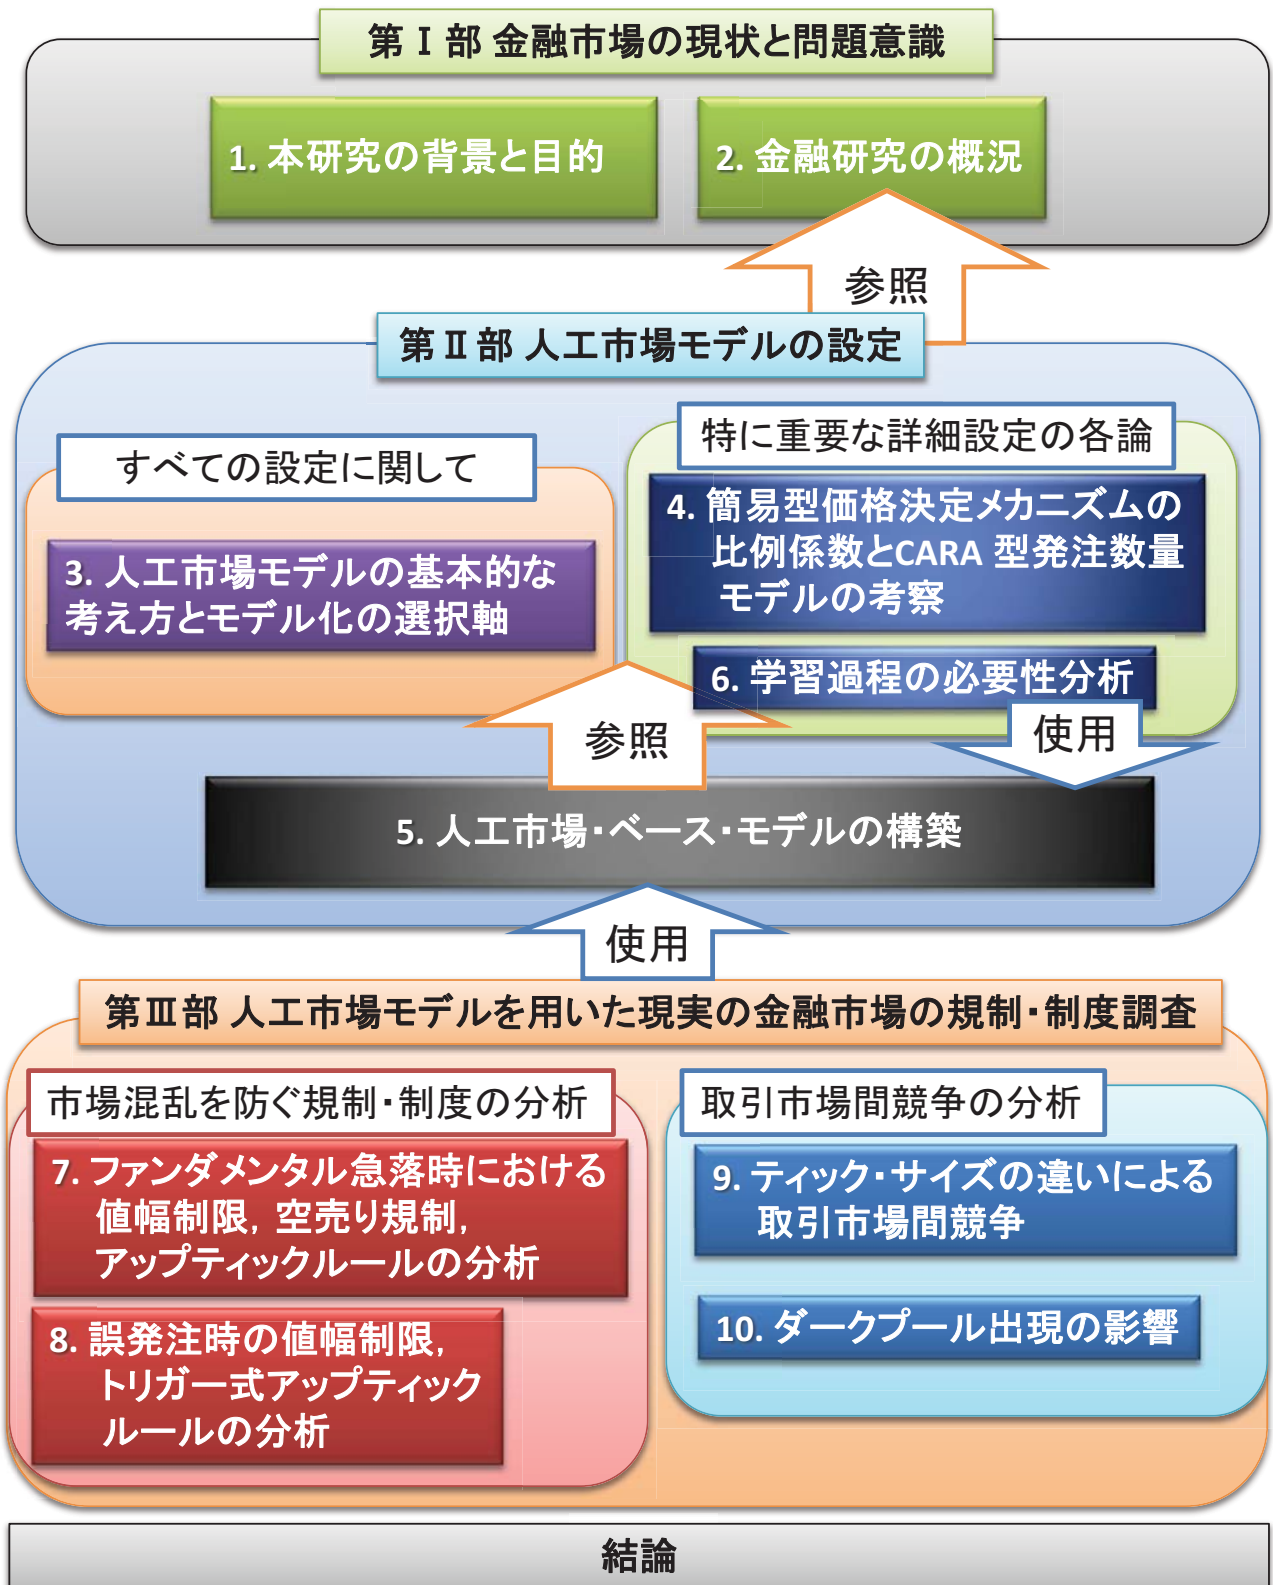 第Ⅰ部 金融市場の現状と問題意識
1. 本研究の背景と目的
2. 金融研究の概況
参照
第Ⅱ部 人工市場モデルの設定
すべての設定に関して
3. 人工市場モデルの基本的な
考え方とモデル化の選択軸
特に重要な詳細設定の各論
4. 簡易型価格決定メカニズムの
比例係数とCARA 型発注数量
モデルの考察
6. 学習過程の必要性分析
参照
使用
5. 人工市場・ベース・モデルの構築
使用
第Ⅲ部 人工市場モデルを用いた現実の金融市場の規制・制度調査
市場混乱を防ぐ規制・制度の分析
7. ファンダメンタル急落時における
値幅制限, 空売り規制,
アップティックルールの分析
8. 誤発注時の値幅制限,
トリガー式アップティック
ルールの分析
取引市場間競争の分析
9. ティック・サイズの違いによる
取引市場間競争
10. ダークプール出現の影響
結論